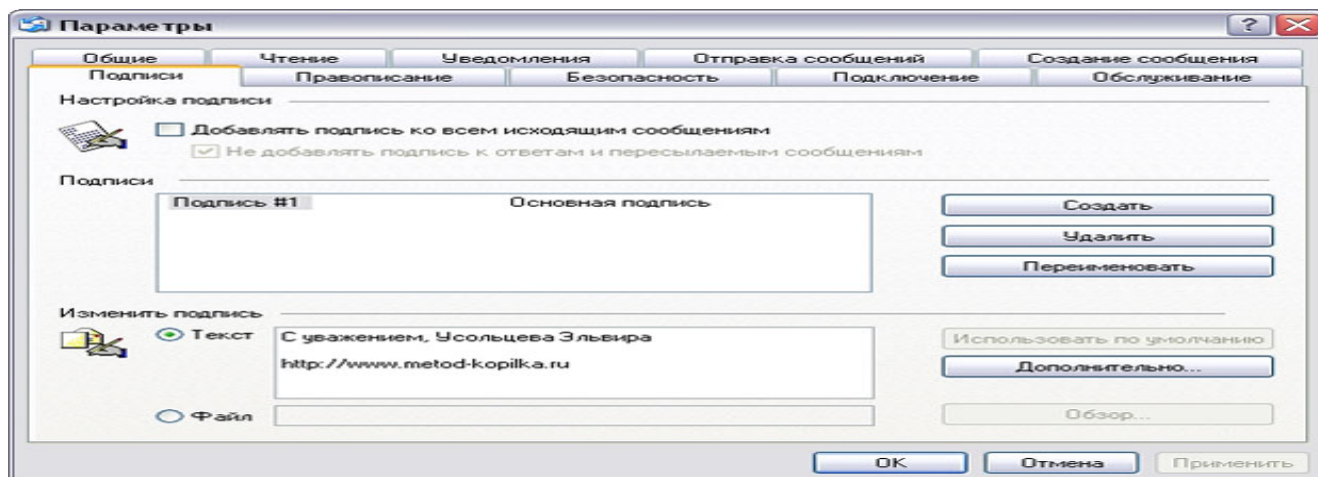 Параметры
Общие Чтение Уведомления Отправка сообщений Создание сообщения
Подписи Правописание Безопасность Подключение Обслуживание
Настройка подписи
Добавлять подпись ко всем исходящим сообщениям
Не добавлять подпись к ответам и пересылаемым сообщениям
Подписи
Подпись #1 Основная подпись
Создать
Удалить
Переименовать
Изменить подпись
Текст
С уважением, Усольцева Эльвира
http://www.metod-kopilka.ru
Использовать по умолчанию
Дополнительно...
Файл
Обзор...
ОК Отмена Применить